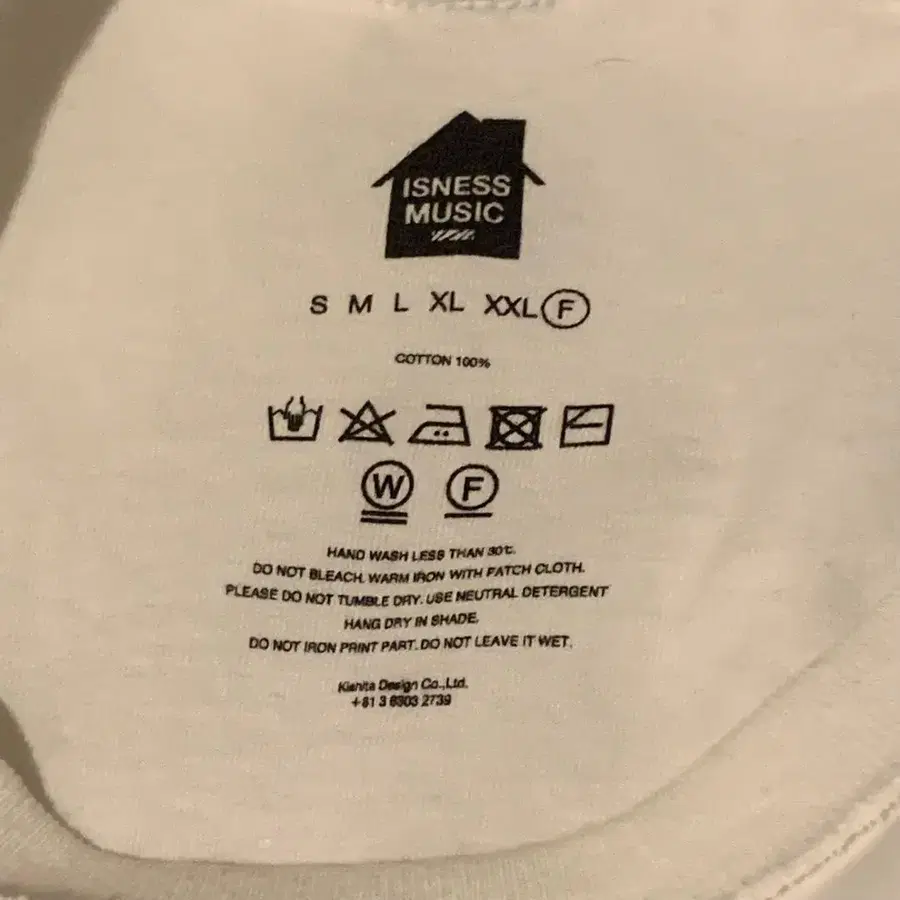 ISNESS
MUSIC
S M L XL XXL F
COTTON 100%
W F
HAND WASH LESS THAN 30℃.
DO NOT BLEACH. WARM IRON WITH PATCH CLOTH.
PLEASE DO NOT TUMBLE DRY. USE NEUTRAL DETERGENT
HANG DRY IN SHADE.
DO NOT IRON PRINT PART. DO NOT LEAVE IT WET.
Kishita Design Co.,Ltd.
+81 3 6303 2739